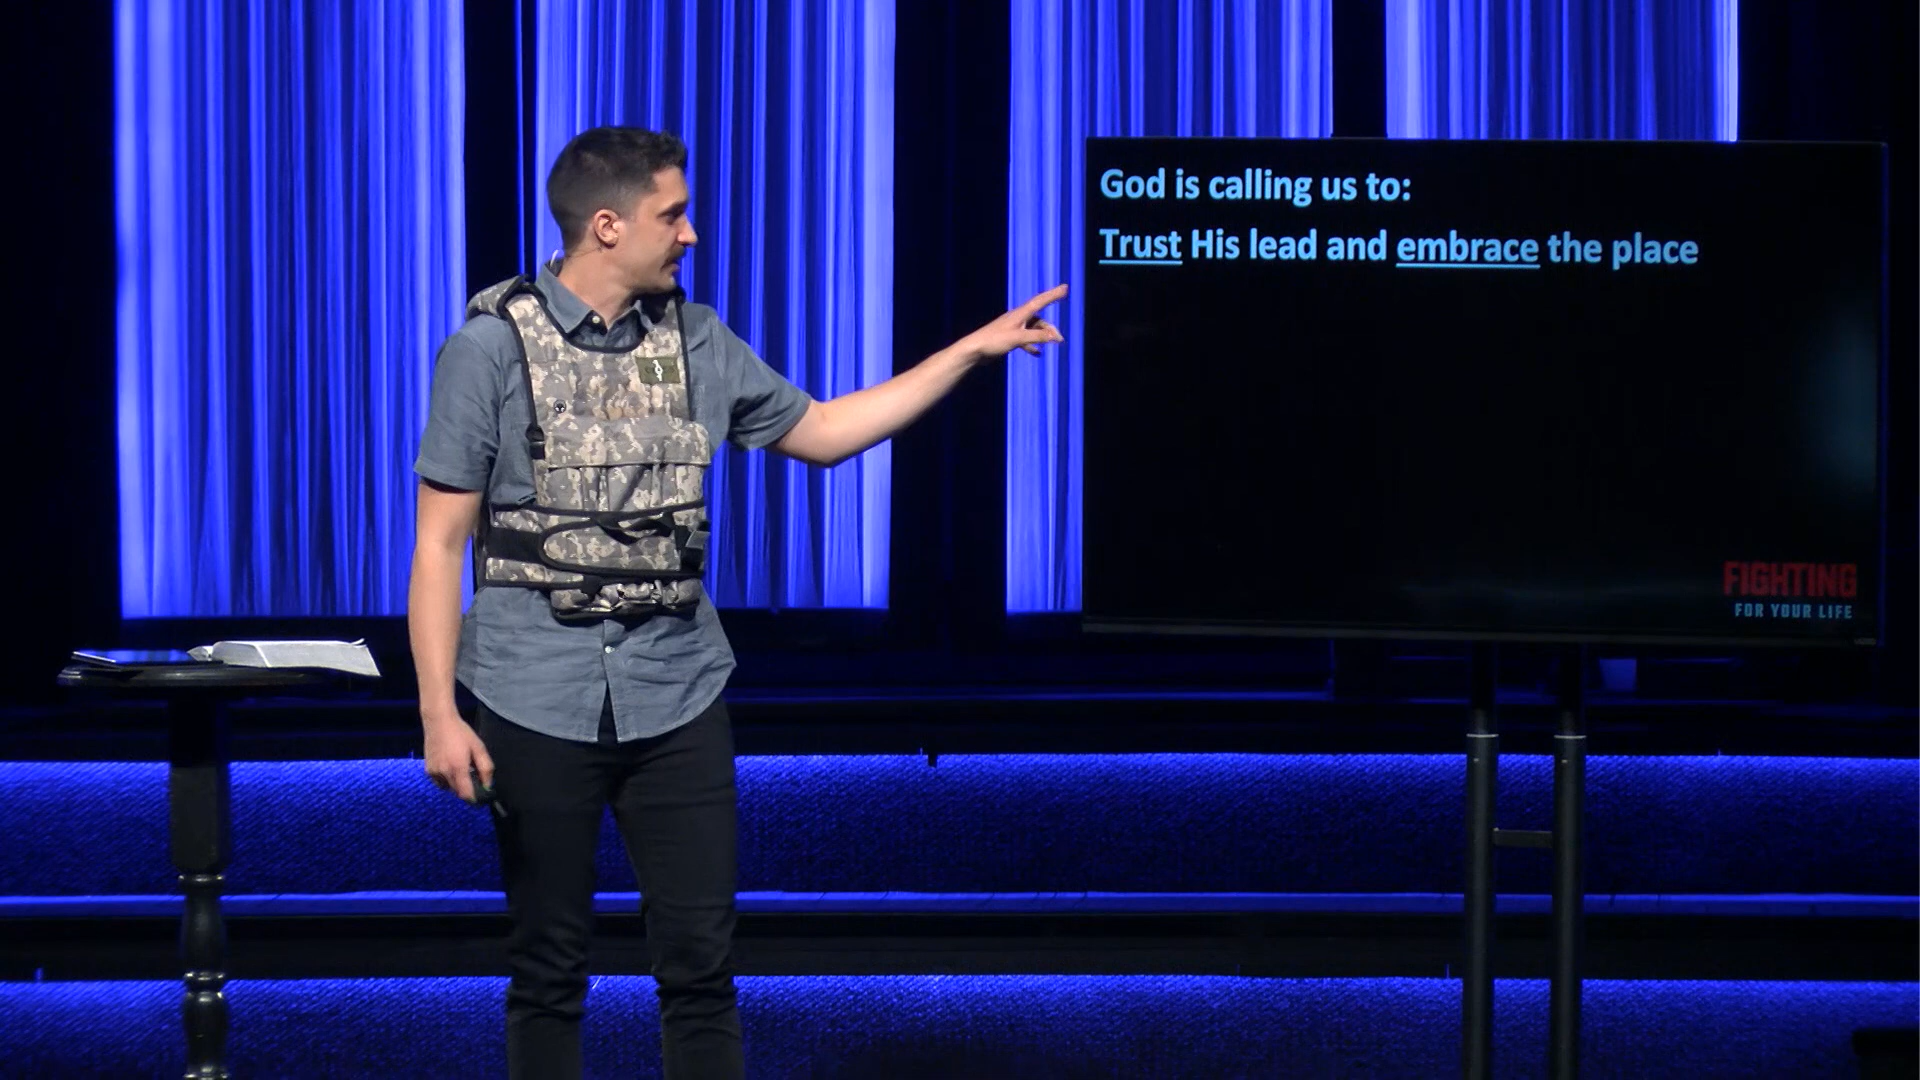 God is calling us to:
Trust His lead and embrace the place
FIGHTING
FOR YOUR LIFE